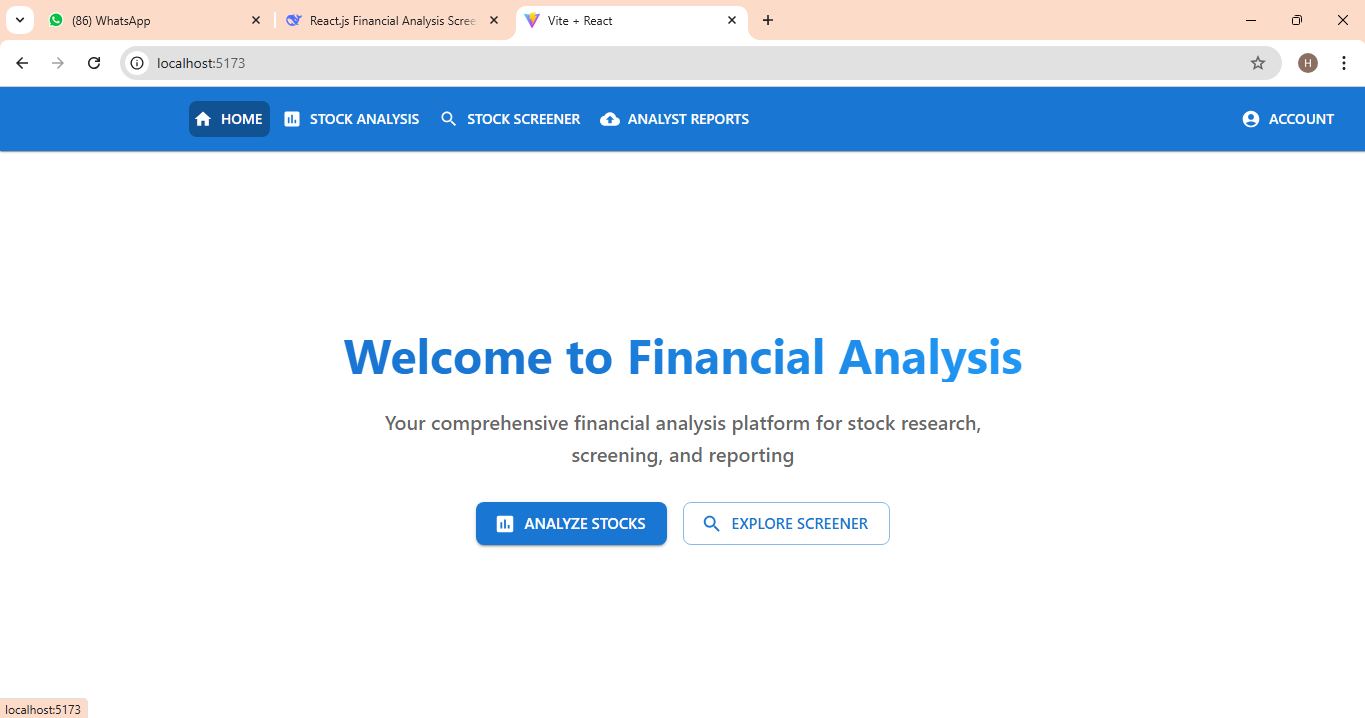 (86) WhatsApp
React.js Financial Analysis Scree
Vite + React
localhost:5173
H
HOME
STOCK ANALYSIS
STOCK SCREENER
ANALYST REPORTS
ACCOUNT
Welcome to Financial Analysis
Your comprehensive financial analysis platform for stock research,
screening, and reporting
ANALYZE STOCKS
EXPLORE SCREENER
localhost:5173